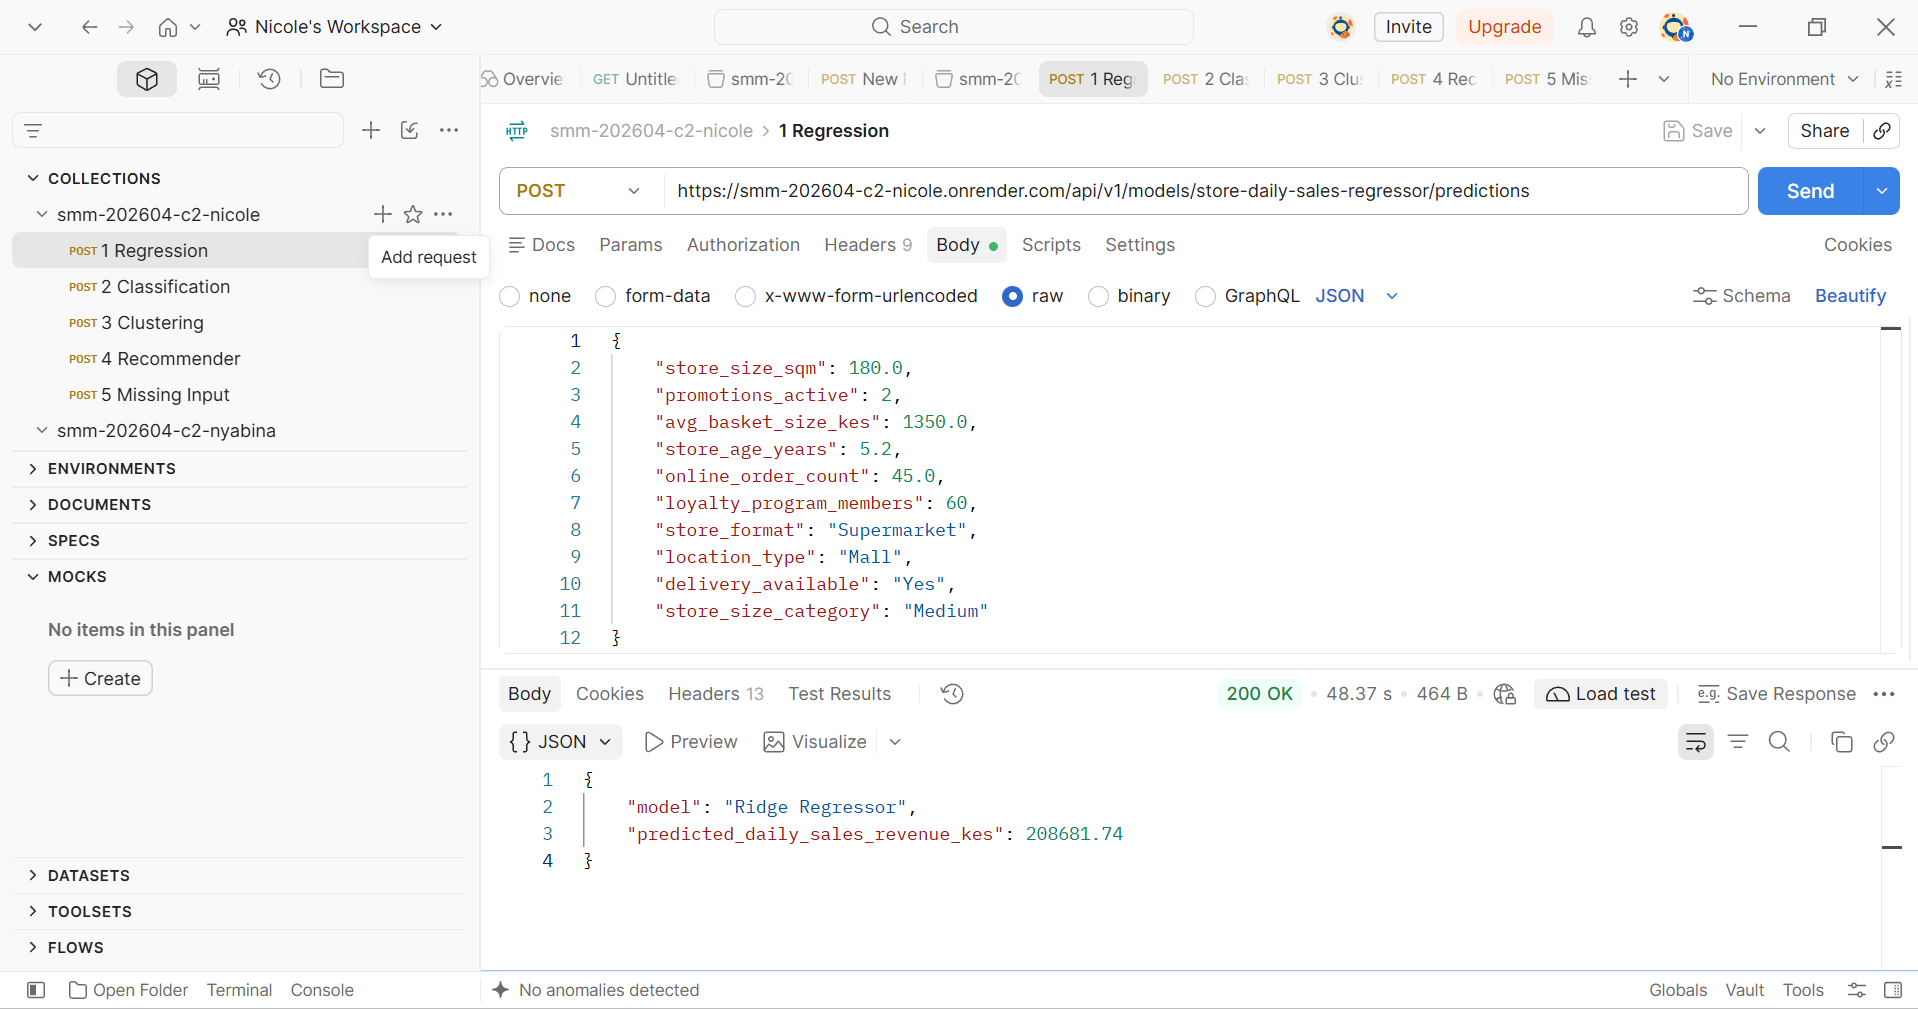 Nicole's Workspace
Search
Invite
Upgrade
N
Overvie
GET Untitle
smm-20
POST New
smm-20
POST 1 Reg
POST 2 Clas
POST 3 Clu
POST 4 Rec
POST 5 Mis
No Environment
HTTP
smm-202604-c2-nicole > 1 Regression
Save
Share
COLLECTIONS
smm-202604-c2-nicole
POST 1 Regression
Add request
POST 2 Classification
POST 3 Clustering
POST 4 Recommender
POST 5 Missing Input
smm-202604-c2-nyabina
ENVIRONMENTS
DOCUMENTS
SPECS
MOCKS
No items in this panel
Create
DATASETS
TOOLSETS
FLOWS
POST
https://smm-202604-c2-nicole.onrender.com/api/v1/models/store-daily-sales-regressor/predictions
Send
Docs Params Authorization Headers 9 Body Scripts Settings
Cookies
none form-data x-www-form-urlencoded raw binary GraphQL JSON
Schema
Beautify
1 {
2 "store_size_sqm": 180.0,
3 "promotions_active": 2,
4 "avg_basket_size_kes": 1350.0,
5 "store_age_years": 5.2,
6 "online_order_count": 45.0,
7 "loyalty_program_members": 60,
8 "store_format": "Supermarket",
9 "location_type": "Mall",
10 "delivery_available": "Yes",
11 "store_size_category": "Medium"
12 }
Body Cookies Headers 13 Test Results
200 OK • 48.37 s • 464 B •
Load test
e.g. Save Response
{} JSON
Preview
Visualize
1 {
2 "model": "Ridge Regressor",
3 "predicted_daily_sales_revenue_kes": 208681.74
4 }
Open Folder Terminal Console
No anomalies detected
Globals Vault Tools